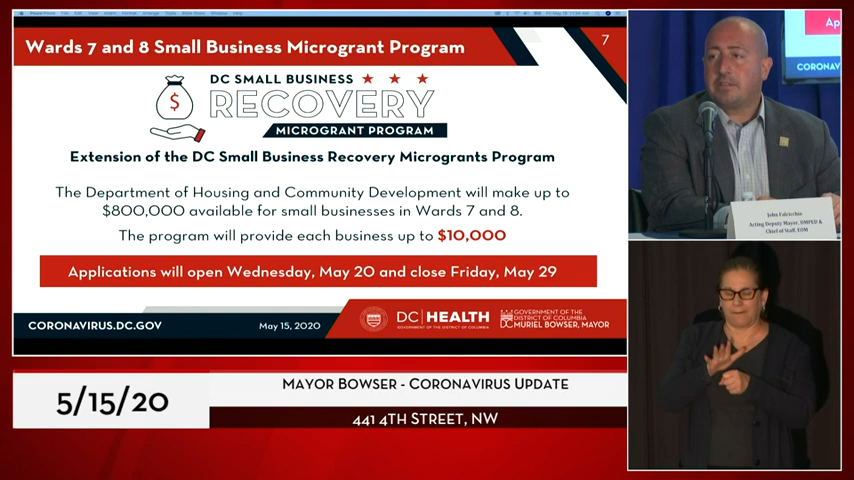 Wards 7 and 8 Small Business Microgrant Program
7
DC SMALL BUSINESS
RECOVERY
MICROGRANT PROGRAM
$
Extension of the DC Small Business Recovery Microgrants Program
The Department of Housing and Community Development will make up to
$800,000 available for small businesses in Wards 7 and 8.
The program will provide each business up to $10,000
Applications will open Wednesday, May 20 and close Friday, May 29
CORONAVIRUS.DC.GOV
May 15, 2020
DC HEALTH
GOVERNMENT OF THE DISTRICT OF COLUMBIA
GOVERNMENT OF THE
DISTRICT OF COLUMBIA
DC MURIEL BOWSER, MAYOR
Ap
CORONAV
John Falcicchio
Acting Deputy Mayor, DMPED &
Chief of Staff, EOM
5/15/20
MAYOR BOWSER - CORONAVIRUS UPDATE
441 4TH STREET, NW